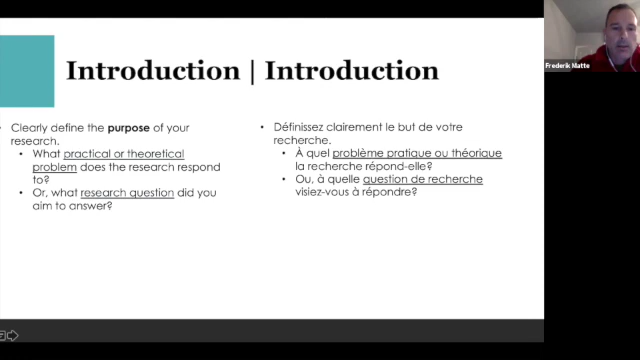 Introduction | Introduction
Frederik Matte
• Clearly define the purpose of your
research.
• What practical or theoretical
problem does the research respond
to?
• Or, what research question did you
aim to answer?
• Définissez clairement le but de votre
recherche.
• À quel problème pratique ou théorique
la recherche répond-elle?
• Ou, à quelle question de recherche
visiez-vous à répondre?